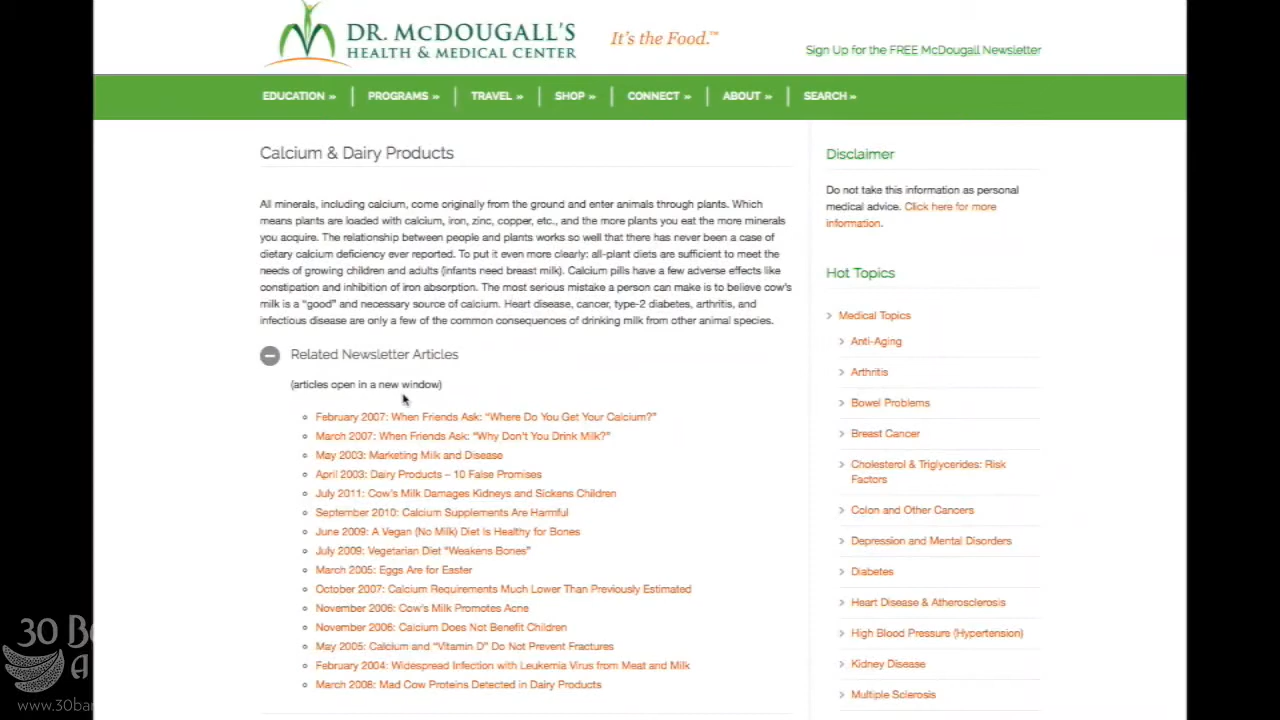 DR. McDOUGALL'S
HEALTH & MEDICAL CENTER
It's the Food.™
Sign Up for the FREE McDougall Newsletter
EDUCATION » PROGRAMS » TRAVEL » SHOP » CONNECT » ABOUT » SEARCH »
Calcium & Dairy Products
All minerals, including calcium, come originally from the ground and enter animals through plants. Which
means plants are loaded with calcium, iron, zinc, copper, etc., and the more plants you eat the more minerals
you acquire. The relationship between people and plants works so well that there has never been a case of
dietary calcium deficiency ever reported. To put it even more clearly: all-plant diets are sufficient to meet the
needs of growing children and adults (infants need breast milk). Calcium pills have a few adverse effects like
constipation and inhibition of iron absorption. The most serious mistake a person can make is to believe cow's
milk is a "good" and necessary source of calcium. Heart disease, cancer, type-2 diabetes, arthritis, and
infectious disease are only a few of the common consequences of drinking milk from other animal species.
Related Newsletter Articles
(articles open in a new window)
February 2007: When Friends Ask: "Where Do You Get Your Calcium?"
March 2007: When Friends Ask: "Why Don't You Drink Milk?"
May 2003: Marketing Milk and Disease
April 2003: Dairy Products – 10 False Promises
July 2011: Cow's Milk Damages Kidneys and Sickens Children
September 2010: Calcium Supplements Are Harmful
June 2009: A Vegan (No Milk) Diet Is Healthy for Bones
July 2009: Vegetarian Diet "Weakens Bones"
March 2005: Eggs Are for Easter
October 2007: Calcium Requirements Much Lower Than Previously Estimated
November 2006: Cow's Milk Promotes Acne
November 2006: Calcium Does Not Benefit Children
May 2005: Calcium and "Vitamin D" Do Not Prevent Fractures
February 2004: Widespread Infection with Leukemia Virus from Meat and Milk
March 2008: Mad Cow Proteins Detected in Dairy Products
Disclaimer
Do not take this information as personal
medical advice. Click here for more
information.
Hot Topics
Medical Topics
Anti-Aging
Arthritis
Bowel Problems
Breast Cancer
Cholesterol & Triglycerides: Risk
Factors
Colon and Other Cancers
Depression and Mental Disorders
Diabetes
Heart Disease & Atherosclerosis
High Blood Pressure (Hypertension)
Kidney Disease
Multiple Sclerosis
30 B
A
www.30ba